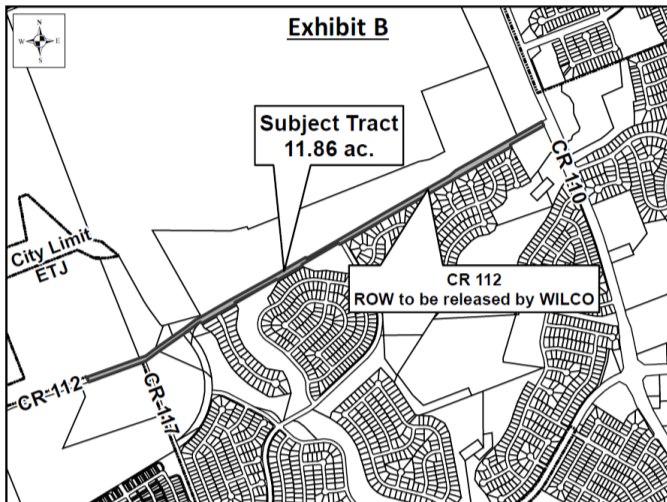 Exhibit B
N
W E
S
Subject Tract
11.86 ac.
CR 110
City Limit
ETJ
CR 112
ROW to be released by WILCO
CR 112
CR 117